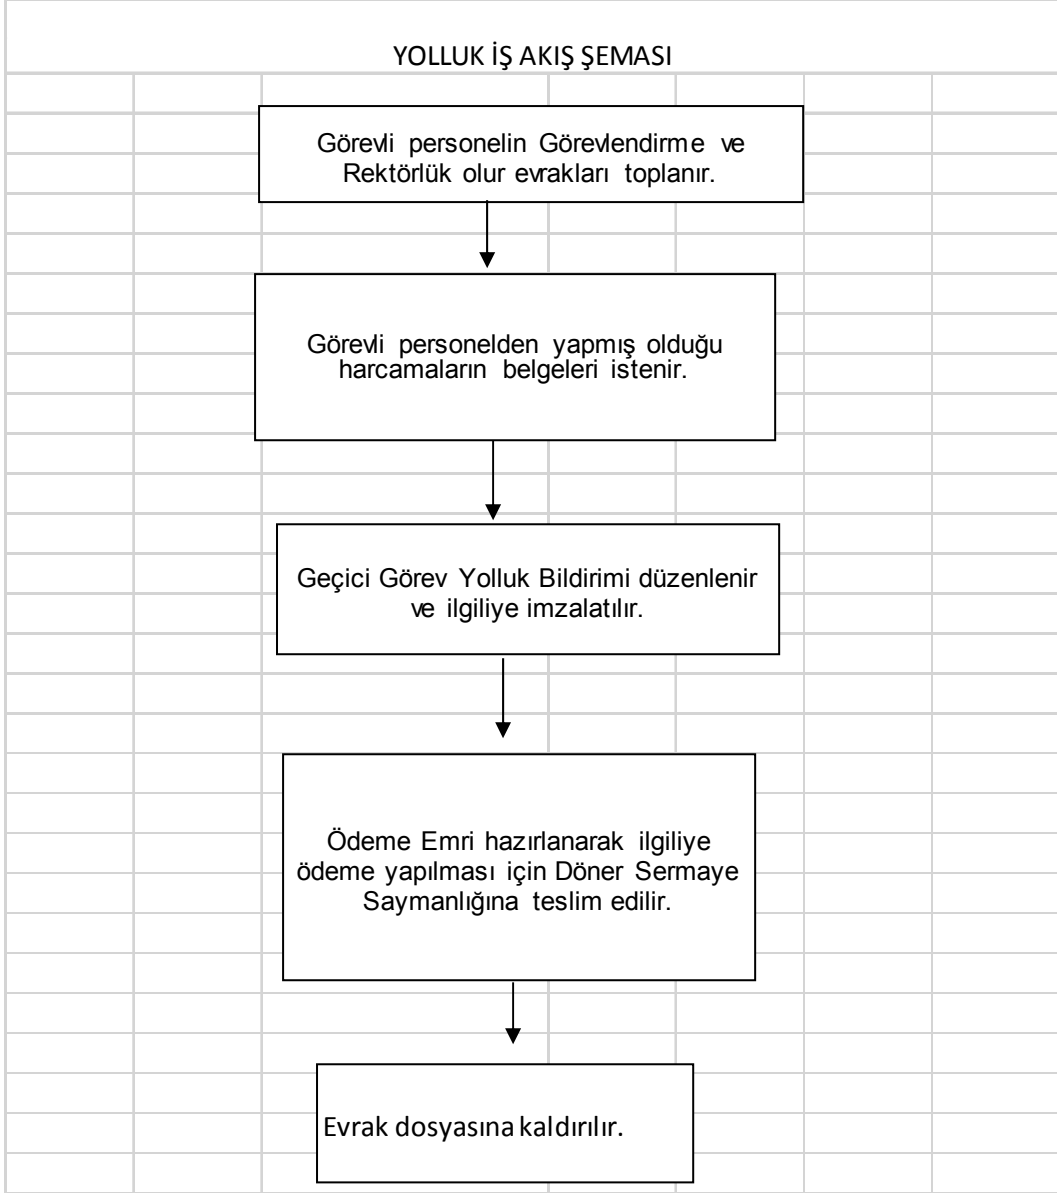 YOLLUK İŞ AKIŞ ŞEMASI
Görevli personelin Görevlendirme ve
Rektörlük olur evrakları toplanır.
Görevli personelden yapmış olduğu
harcamaların belgeleri istenir.
Geçici Görev Yolluk Bildirimi düzenlenir
ve ilgiliye imzalatılır.
Ödeme Emri hazırlanarak ilgiliye
ödeme yapılması için Döner Sermaye
Saymanlığına teslim edilir.
Evrak dosyasına kaldırılır.